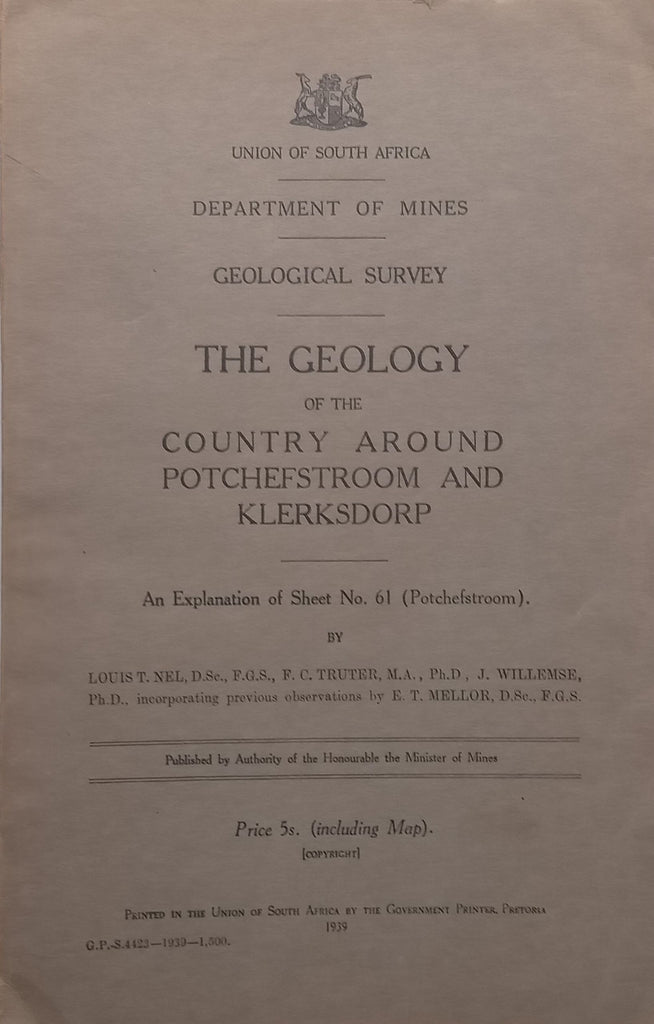 UNION OF SOUTH AFRICA
DEPARTMENT OF MINES
GEOLOGICAL SURVEY
THE GEOLOGY
OF THE
COUNTRY AROUND
POTCHEFSTROOM AND
KLERKSDORP
An Explanation of Sheet No. 61 (Potchefstroom).
BY
LOUIS T. NEL, D.Sc., F.G.S., F. C. TRUTER, M.A., Ph.D, J. WILLEMSE,
Ph.D., incorporating previous observations by E. T. MELLOR, D.Sc., F.G.S.
Published by Authority of the Honourable the Minister of Mines
Price 5s. (including Map).
[COPYRIGHT]
PRINTED IN THE UNION OF SOUTH AFRICA BY THE GOVERNMENT PRINTER, PRETORIA
1939
G.P.-S.4423—1939—1,500.